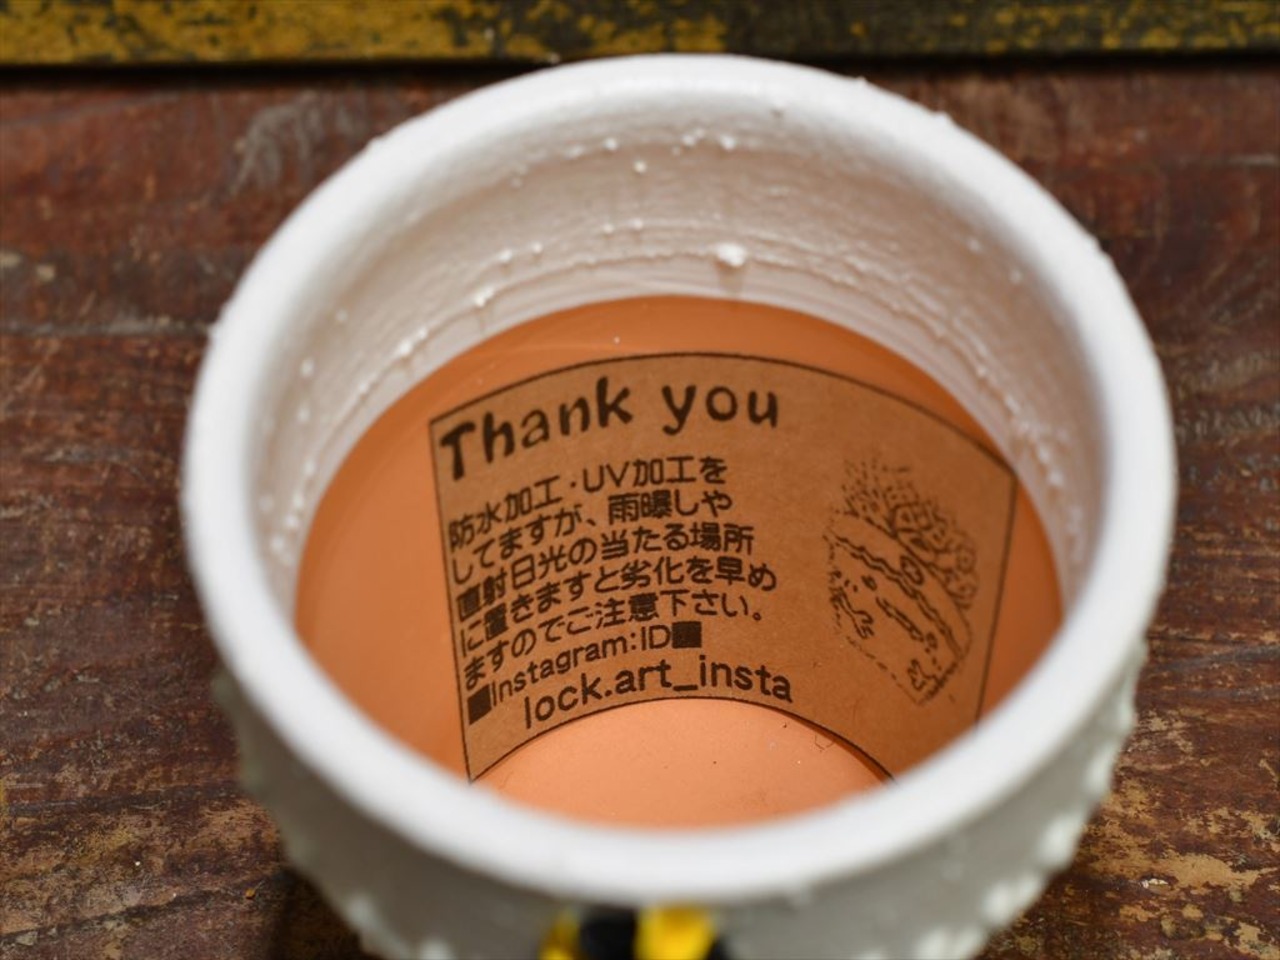 Thank you
防水加工・UV加工を
してますが、雨曝しや
直射日光の当たる場所
に置きますと劣化を早め
ますのでご注意下さい。
■Instagram:ID■
lock.art_insta